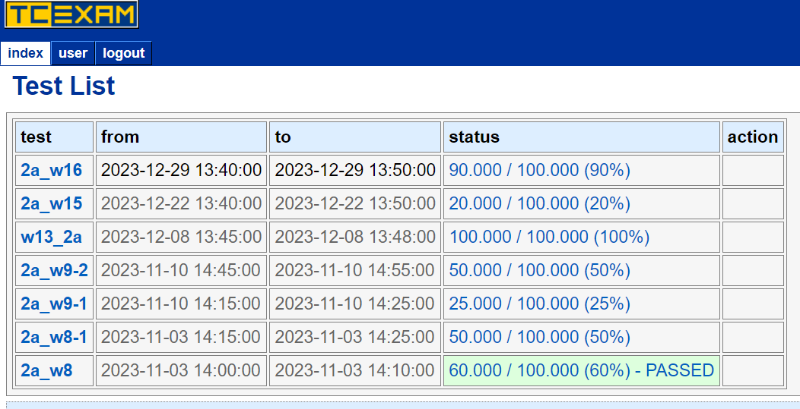 TCEXAM
index user logout
Test List
test from to status action
2a_w16 2023-12-29 13:40:00 2023-12-29 13:50:00 90.000 / 100.000 (90%)
2a_w15 2023-12-22 13:40:00 2023-12-22 13:50:00 20.000 / 100.000 (20%)
w13_2a 2023-12-08 13:45:00 2023-12-08 13:48:00 100.000 / 100.000 (100%)
2a_w9-2 2023-11-10 14:45:00 2023-11-10 14:55:00 50.000 / 100.000 (50%)
2a_w9-1 2023-11-10 14:15:00 2023-11-10 14:25:00 25.000 / 100.000 (25%)
2a_w8-1 2023-11-03 14:15:00 2023-11-03 14:25:00 50.000 / 100.000 (50%)
2a_w8 2023-11-03 14:00:00 2023-11-03 14:10:00 60.000 / 100.000 (60%) - PASSED